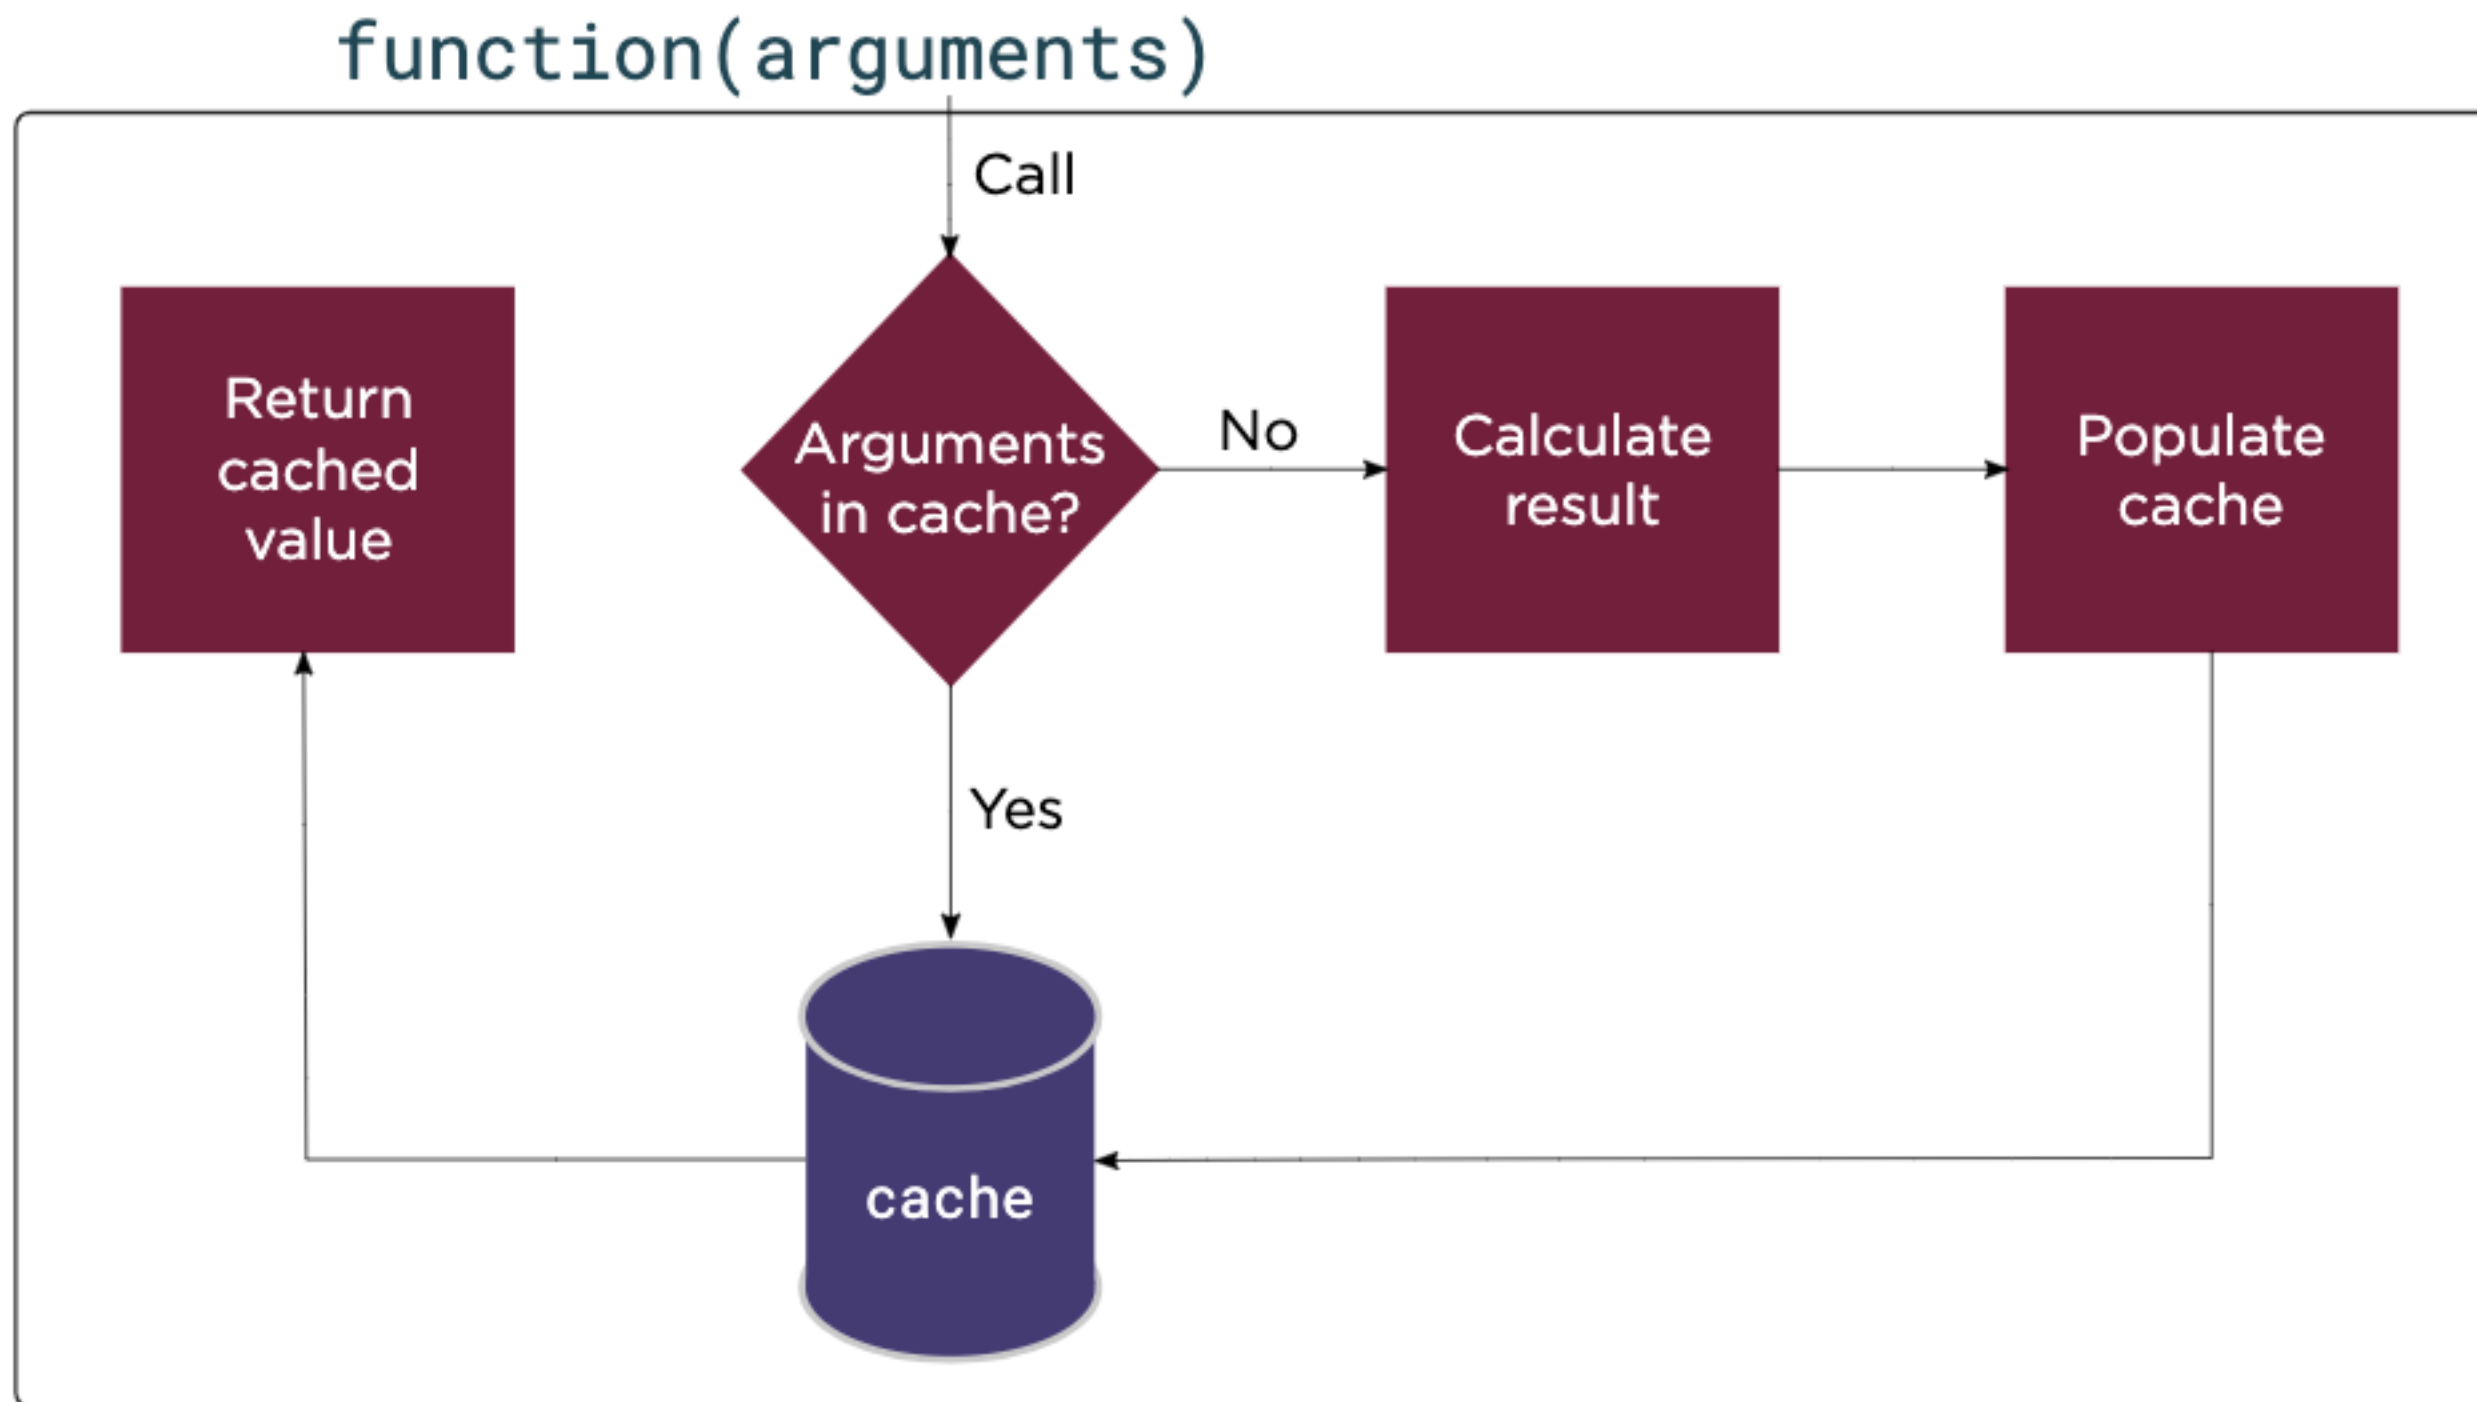 function(arguments)
Call
Return
cached
value
Arguments
in cache?
No
Calculate
result
Populate
cache
Yes
cache